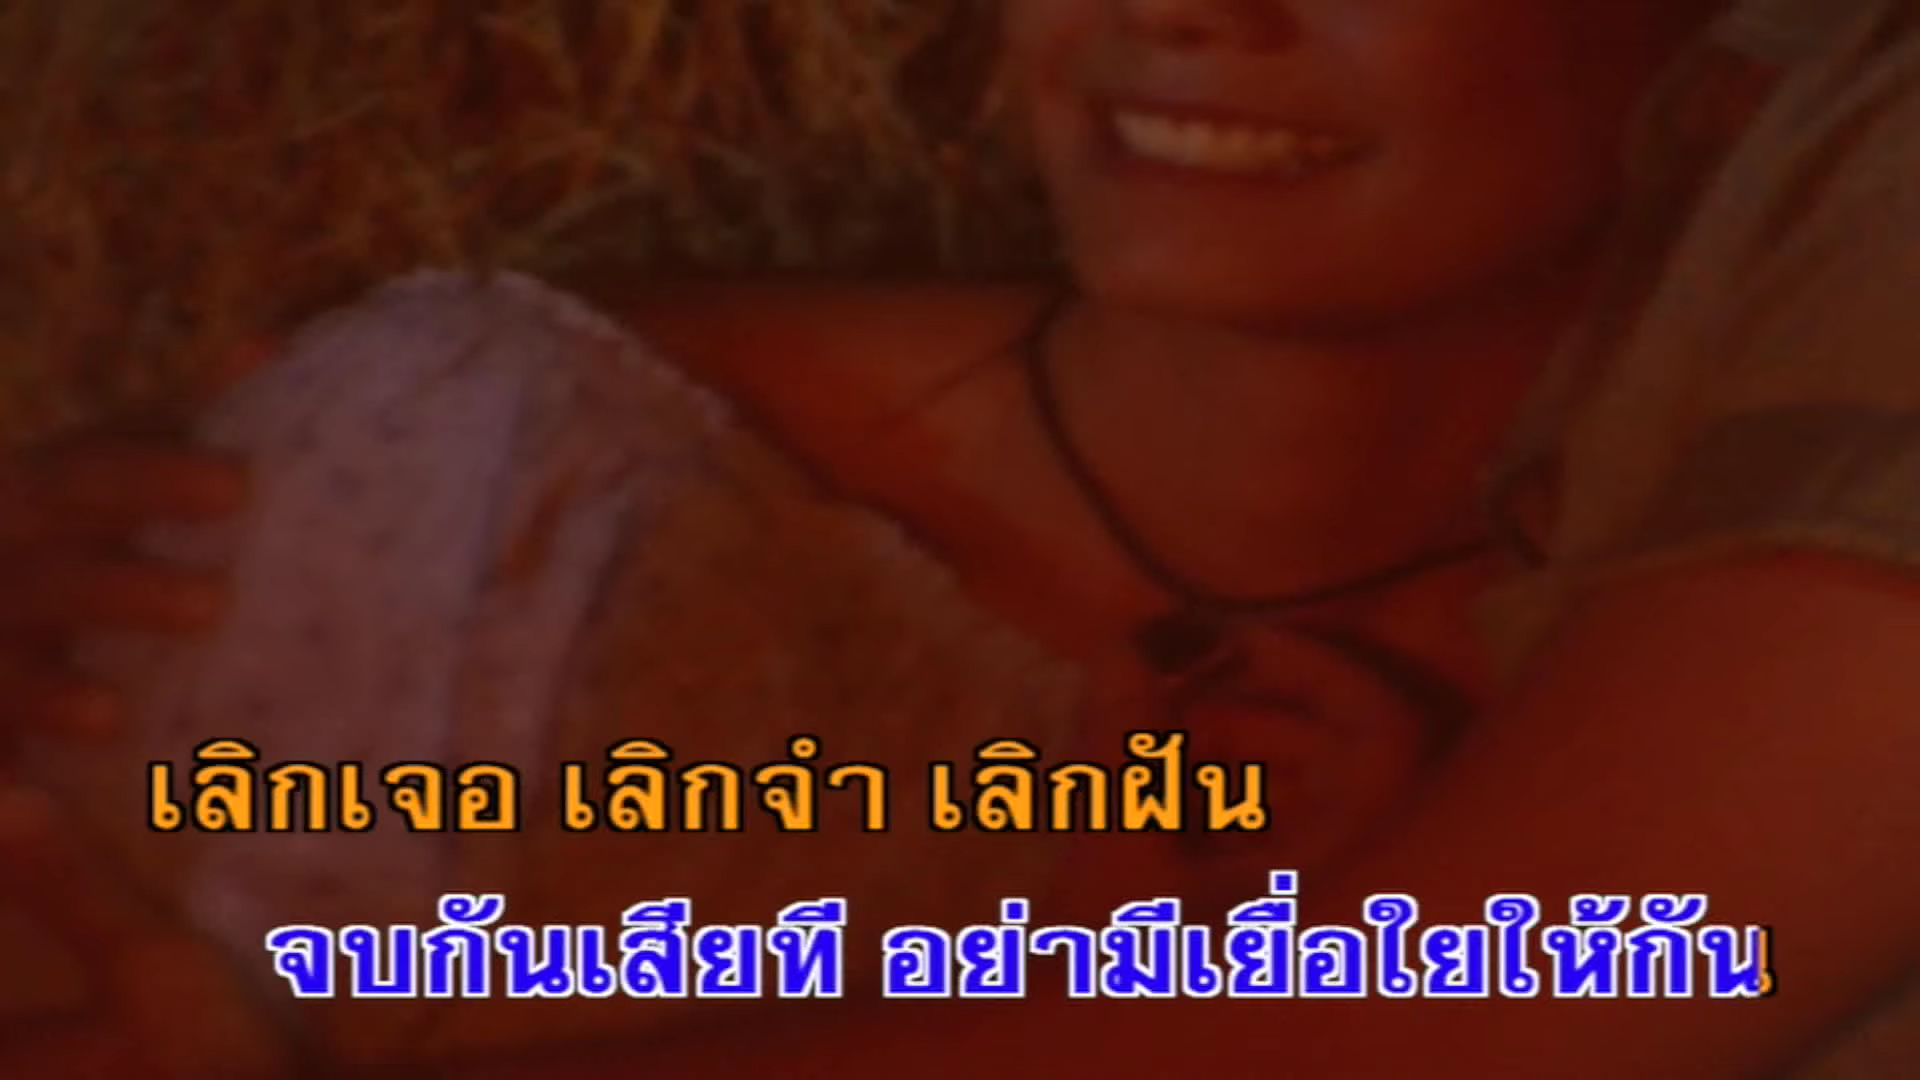 เลิกเจอ เลิกจำ เลิกฝัน
จบกันเสียที อย่ามีเยื่อใยให้กัน